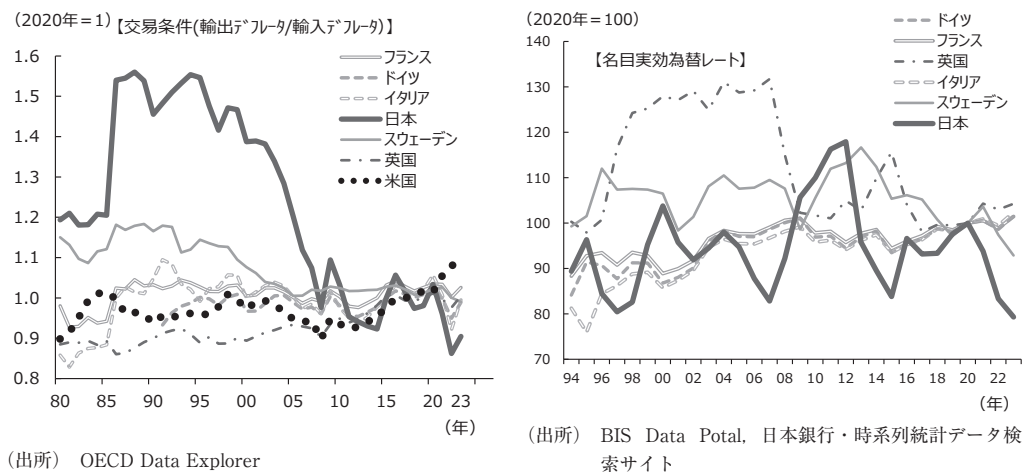 (2020年=1)
【交易条件(輸出ﾃﾞﾌﾚｰﾀ/輸入ﾃﾞﾌﾚｰﾀ)】
1.6
1.5
1.4
1.3
1.2
1.1
1.0
0.9
0.8
フランス
ドイツ
イタリア
日本
スウェーデン
英国
米国
80 85 90 95 00 05 10 15 20 23
(年)
(出所) OECD Data Explorer
(2020年=100)
【名目実効為替レート】
140
130
120
110
100
90
80
70
ドイツ
フランス
英国
イタリア
スウェーデン
日本
94 96 98 00 02 04 06 08 10 12 14 16 18 20 22
(年)
(出所) BIS Data Potal, 日本銀行・時系列統計データ検
索サイト